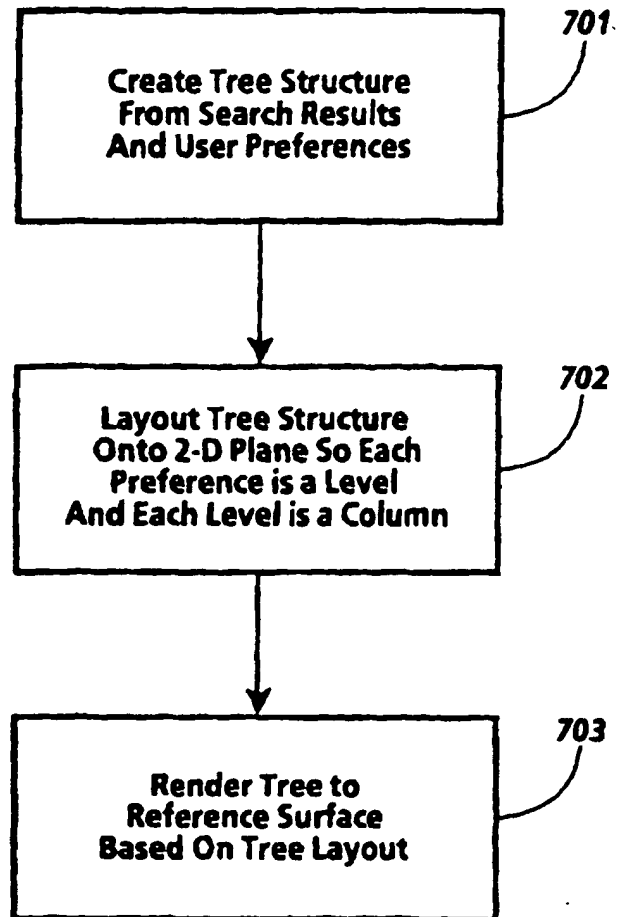 701
Create Tree Structure
From Search Results
And User Preferences
702
Layout Tree Structure
Onto 2-D Plane So Each
Preference is a Level
And Each Level is a Column
703
Render Tree to
Reference Surface
Based On Tree Layout